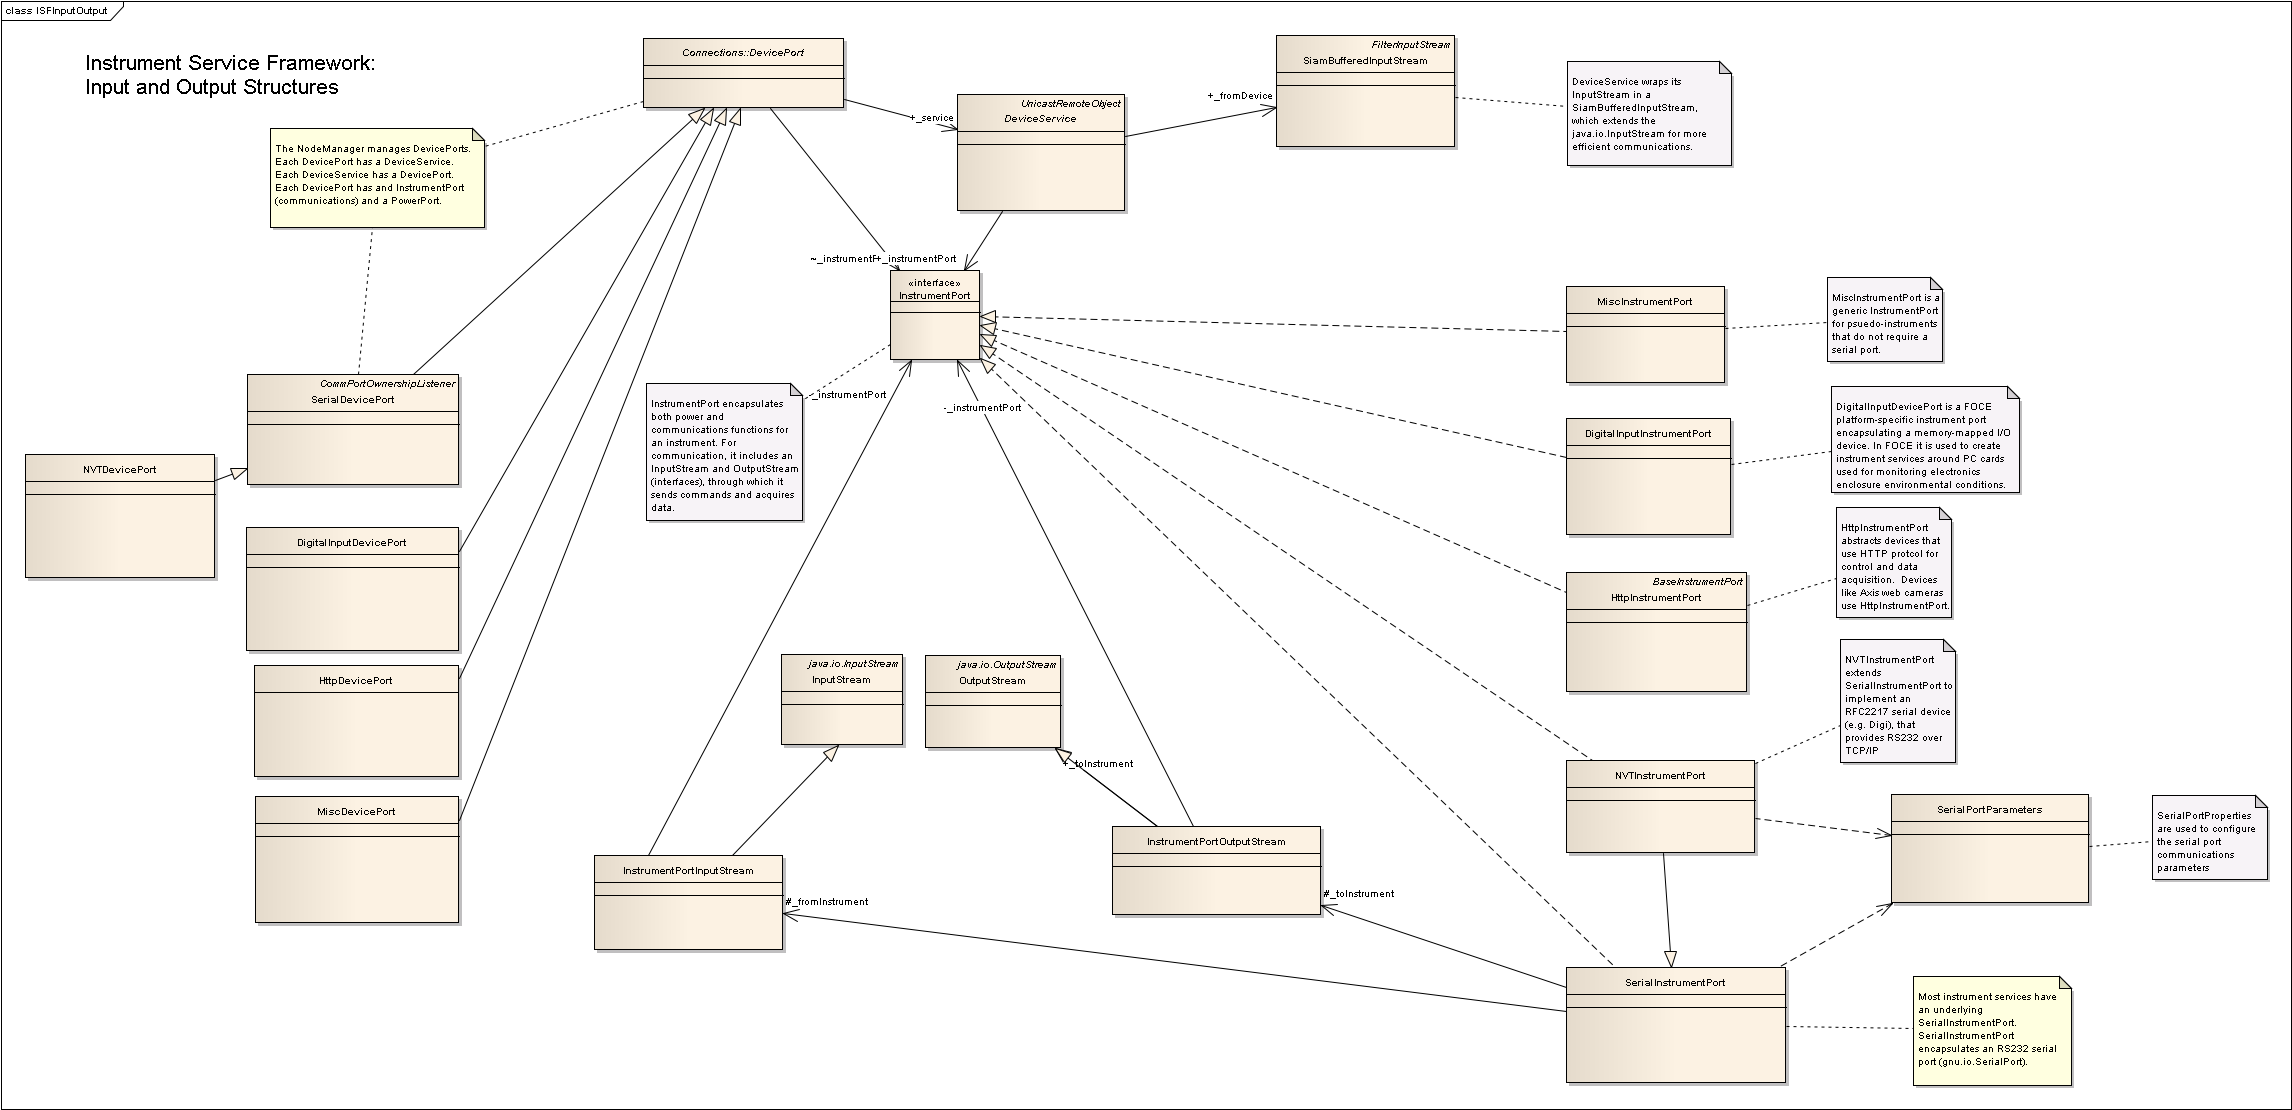 class ISFInputOutput
Instrument Service Framework:
Input and Output Structures
Connections::DevicePort
FilterInputStream
SiamBufferedInputStream
DeviceService wraps its
InputStream in a
SiamBufferedInputStream,
which extends the
java.io.InputStream for more
efficient communications.
+_fromDevice
+_service
UnicastRemoteObject
DeviceService
The NodeManager manages DevicePorts.
Each DevicePort has a DeviceService.
Each DeviceService has a DevicePort.
Each DevicePort has and InstrumentPort
(communications) and a PowerPort.
~_instrumentP
+_instrumentPort
«interface»
InstrumentPort
MiscInstrumentPort
MiscInstrumentPort is a
generic InstrumentPort
for psuedo-instruments
that do not require a
serial port.
CommPortOwnershipListener
SerialDevicePort
InstrumentPort encapsulates
both power and
communications functions for
an instrument. For
communication, it includes an
InputStream and OutputStream
(interfaces), through which it
sends commands and acquires
data.
-_instrumentPort
-_instrumentPort
DigitalInputInstrumentPort
DigitalInputDevicePort is a FOCE
platform-specific instrument port
encapsulating a memory-mapped I/O
device. In FOCE it is used to create
instrument services around PC cards
used for monitoring electronics
enclosure environmental conditions.
NVTDevicePort
DigitalInputDevicePort
HttpInstrumentPort
abstracts devices that
use HTTP protcol for
control and data
acquisition.  Devices
like Axis web cameras
use HttpInstrumentPort.
BaseInstrumentPort
HttpInstrumentPort
HttpDevicePort
java.io.InputStream
InputStream
java.io.OutputStream
OutputStream
NVTInstrumentPort
extends
SerialInstrumentPort to
implement an
RFC2217 serial device
(e.g. Digi), that
provides RS232 over
TCP/IP
+_toInstrument
NVTInstrumentPort
MiscDevicePort
SerialPortParameters
SerialPortProperties
are used to configure
the serial port
communications
parameters
InstrumentPortOutputStream
InstrumentPortInputStream
#_fromInstrument
#_toInstrument
SerialInstrumentPort
Most instrument services have
an underlying
SerialInstrumentPort.
SerialInstrumentPort
encapsulates an RS232 serial
port (gnu.io.SerialPort).